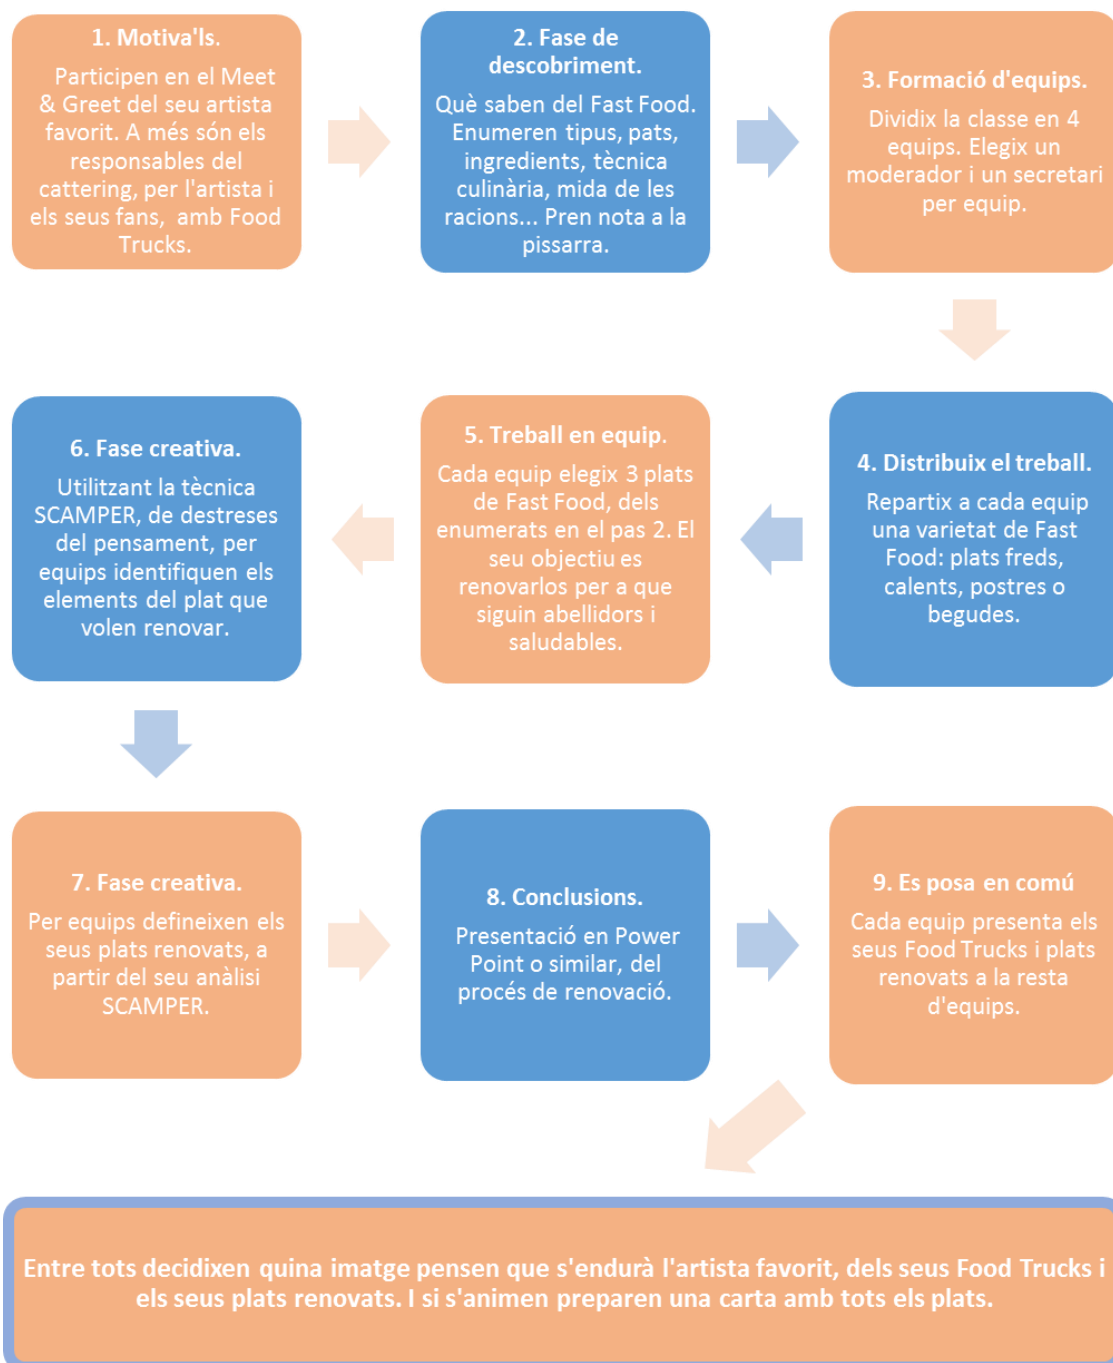 1. Motiva'ls.
Participen en el Meet
& Greet del seu artista
favorit. A més són els
responsables del
cattering, per l'artista i
els seus fans, amb Food
Trucks.
2. Fase de
descobriment.
Què saben del Fast Food.
Enumeren tipus, pats,
ingredients, tècnica
culinària, mida de les
racions... Pren nota a la
pissarra.
3. Formació d'equips.
Dividix la classe en 4
equips. Elegix un
moderador i un secretari
per equip.
4. Distribuix el treball.
Repartix a cada equip
una varietat de Fast
Food: plats freds,
calents, postres o
begudes.
5. Treball en equip.
Cada equip elegix 3 plats
de Fast Food, dels
enumerats en el pas 2. El
seu objectiu es
renovarlos per a que
siguin abellidors i
saludables.
6. Fase creativa.
Utilitzant la tècnica
SCAMPER, de destreses
del pensament, per
equips identifiquen els
elements del plat que
volen renovar.
7. Fase creativa.
Per equips defineixen els
seus plats renovats, a
partir del seu anàlisi
SCAMPER.
8. Conclusions.
Presentació en Power
Point o similar, del
procés de renovació.
9. Es posa en comú
Cada equip presenta els
seus Food Trucks i plats
renovats a la resta
d'equips.
Entre tots decidixen quina imatge pensen que s'endurà l'artista favorit, dels seus Food Trucks i
els seus plats renovats. I si s'animen preparen una carta amb tots els plats.